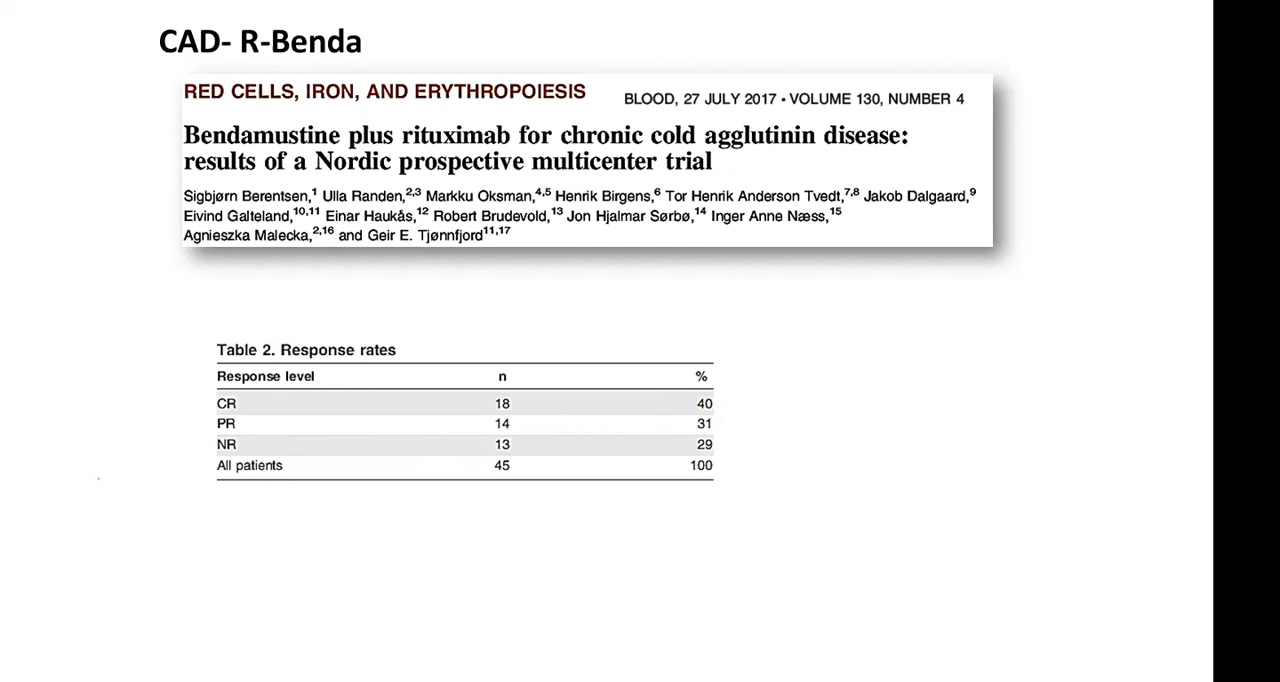 CAD- R-Benda
RED CELLS, IRON, AND ERYTHROPOIESIS BLOOD, 27 JULY 2017 • VOLUME 130, NUMBER 4
Bendamustine plus rituximab for chronic cold agglutinin disease:
results of a Nordic prospective multicenter trial
Sigbjørn Berentsen,1 Ulla Randen,2,3 Markku Oksman,4,5 Henrik Birgens,6 Tor Henrik Anderson Tvedt,7,8 Jakob Dalgaard,9
Eivind Galteland,10,11 Einar Haukås,12 Robert Brudevold,13 Jon Hjalmar Sørbø,14 Inger Anne Næss,15
Agnieszka Malecka,2,16 and Geir E. Tjønnfjord11,17
Table 2. Response rates
Response level n %
CR 18 40
PR 14 31
NR 13 29
All patients 45 100